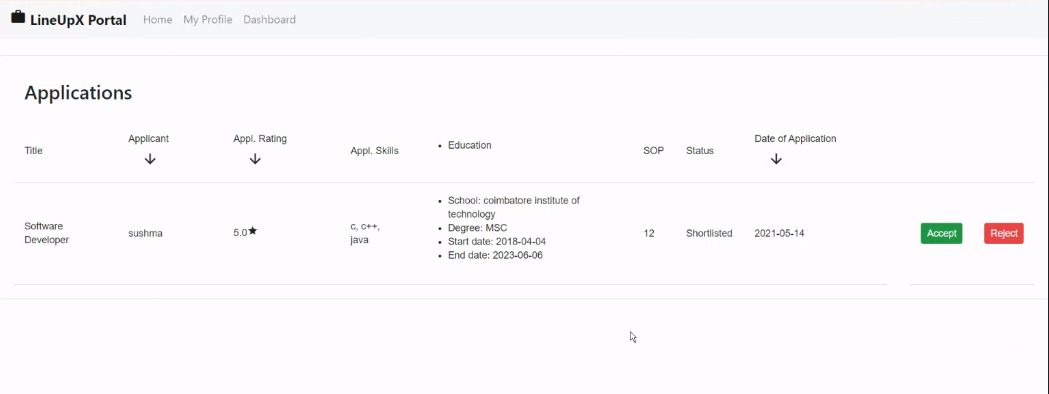 LineUpX Portal Home My Profile Dashboard
Applications
Title Applicant Appl. Rating Appl. Skills • Education SOP Status Date of Application
Software Developer sushma 5.0★ c, c++, java
• School: coimbatore institute of
technology
• Degree: MSC
• Start date: 2018-04-04
• End date: 2023-06-06
12 Shortlisted 2021-05-14 Accept Reject